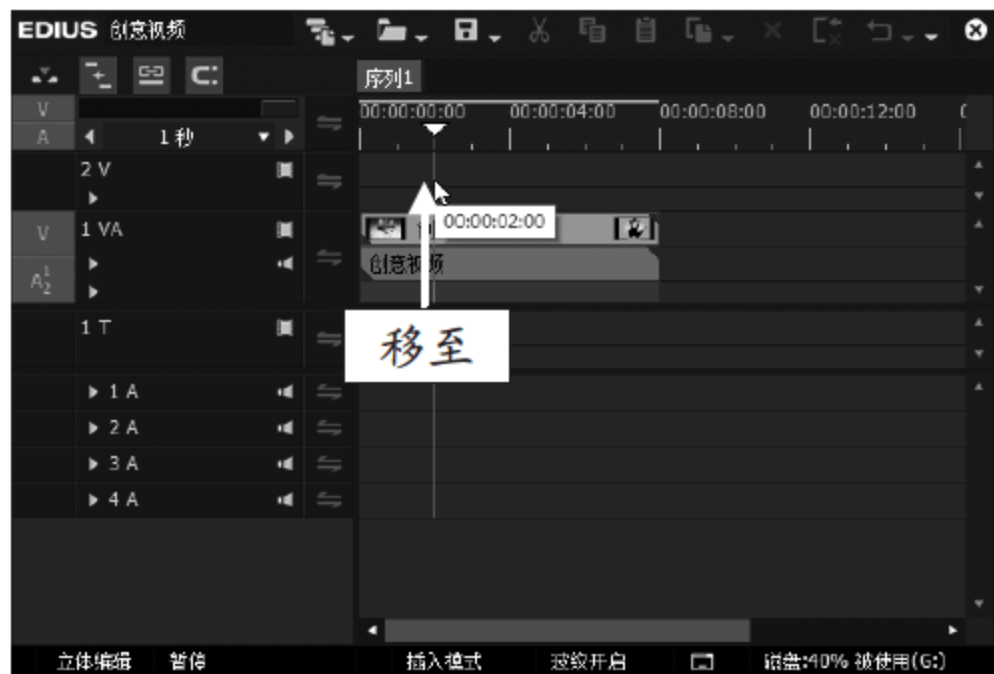 EDIUS 创意视频
序列1
V
00:00:00:00 00:00:04:00 00:00:08:00 00:00:12:00
A 1秒
2 V
V 1 VA
00:00:02:00
A 1 2
创意视频
1 T
移至
1 A
2 A
3 A
4 A
立体编辑 暂停 插入模式 波纹开启 磁盘:40% 被使用(G:)